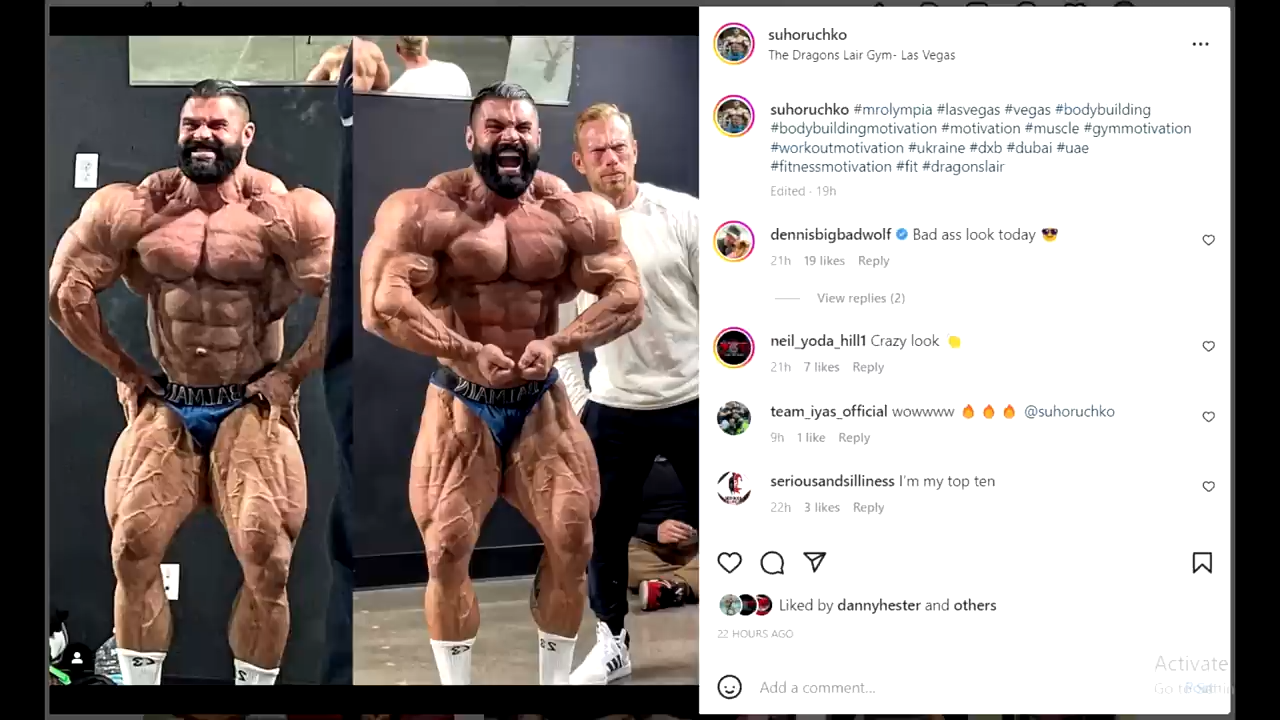 suhoruchko
The Dragons Lair Gym- Las Vegas
suhoruchko #mrolympia #lasvegas #vegas #bodybuilding
#bodybuildingmotivation #motivation #muscle #gymmotivation
#workoutmotivation #ukraine #dxb #dubai #uae
#fitnessmotivation #fit #dragonslair
Edited · 19h
dennisbigbadwolf Bad ass look today 😎
21h 19 likes Reply
View replies (2)
neil_yoda_hill1 Crazy look
21h 7 likes Reply
team_iyas_official wowwww 🔥🔥🔥 @suhoruchko
9h 1 like Reply
seriousandsilliness I'm my top ten
22h 3 likes Reply
Liked by dannyhester and others
22 HOURS AGO
Activate
Add a comment...